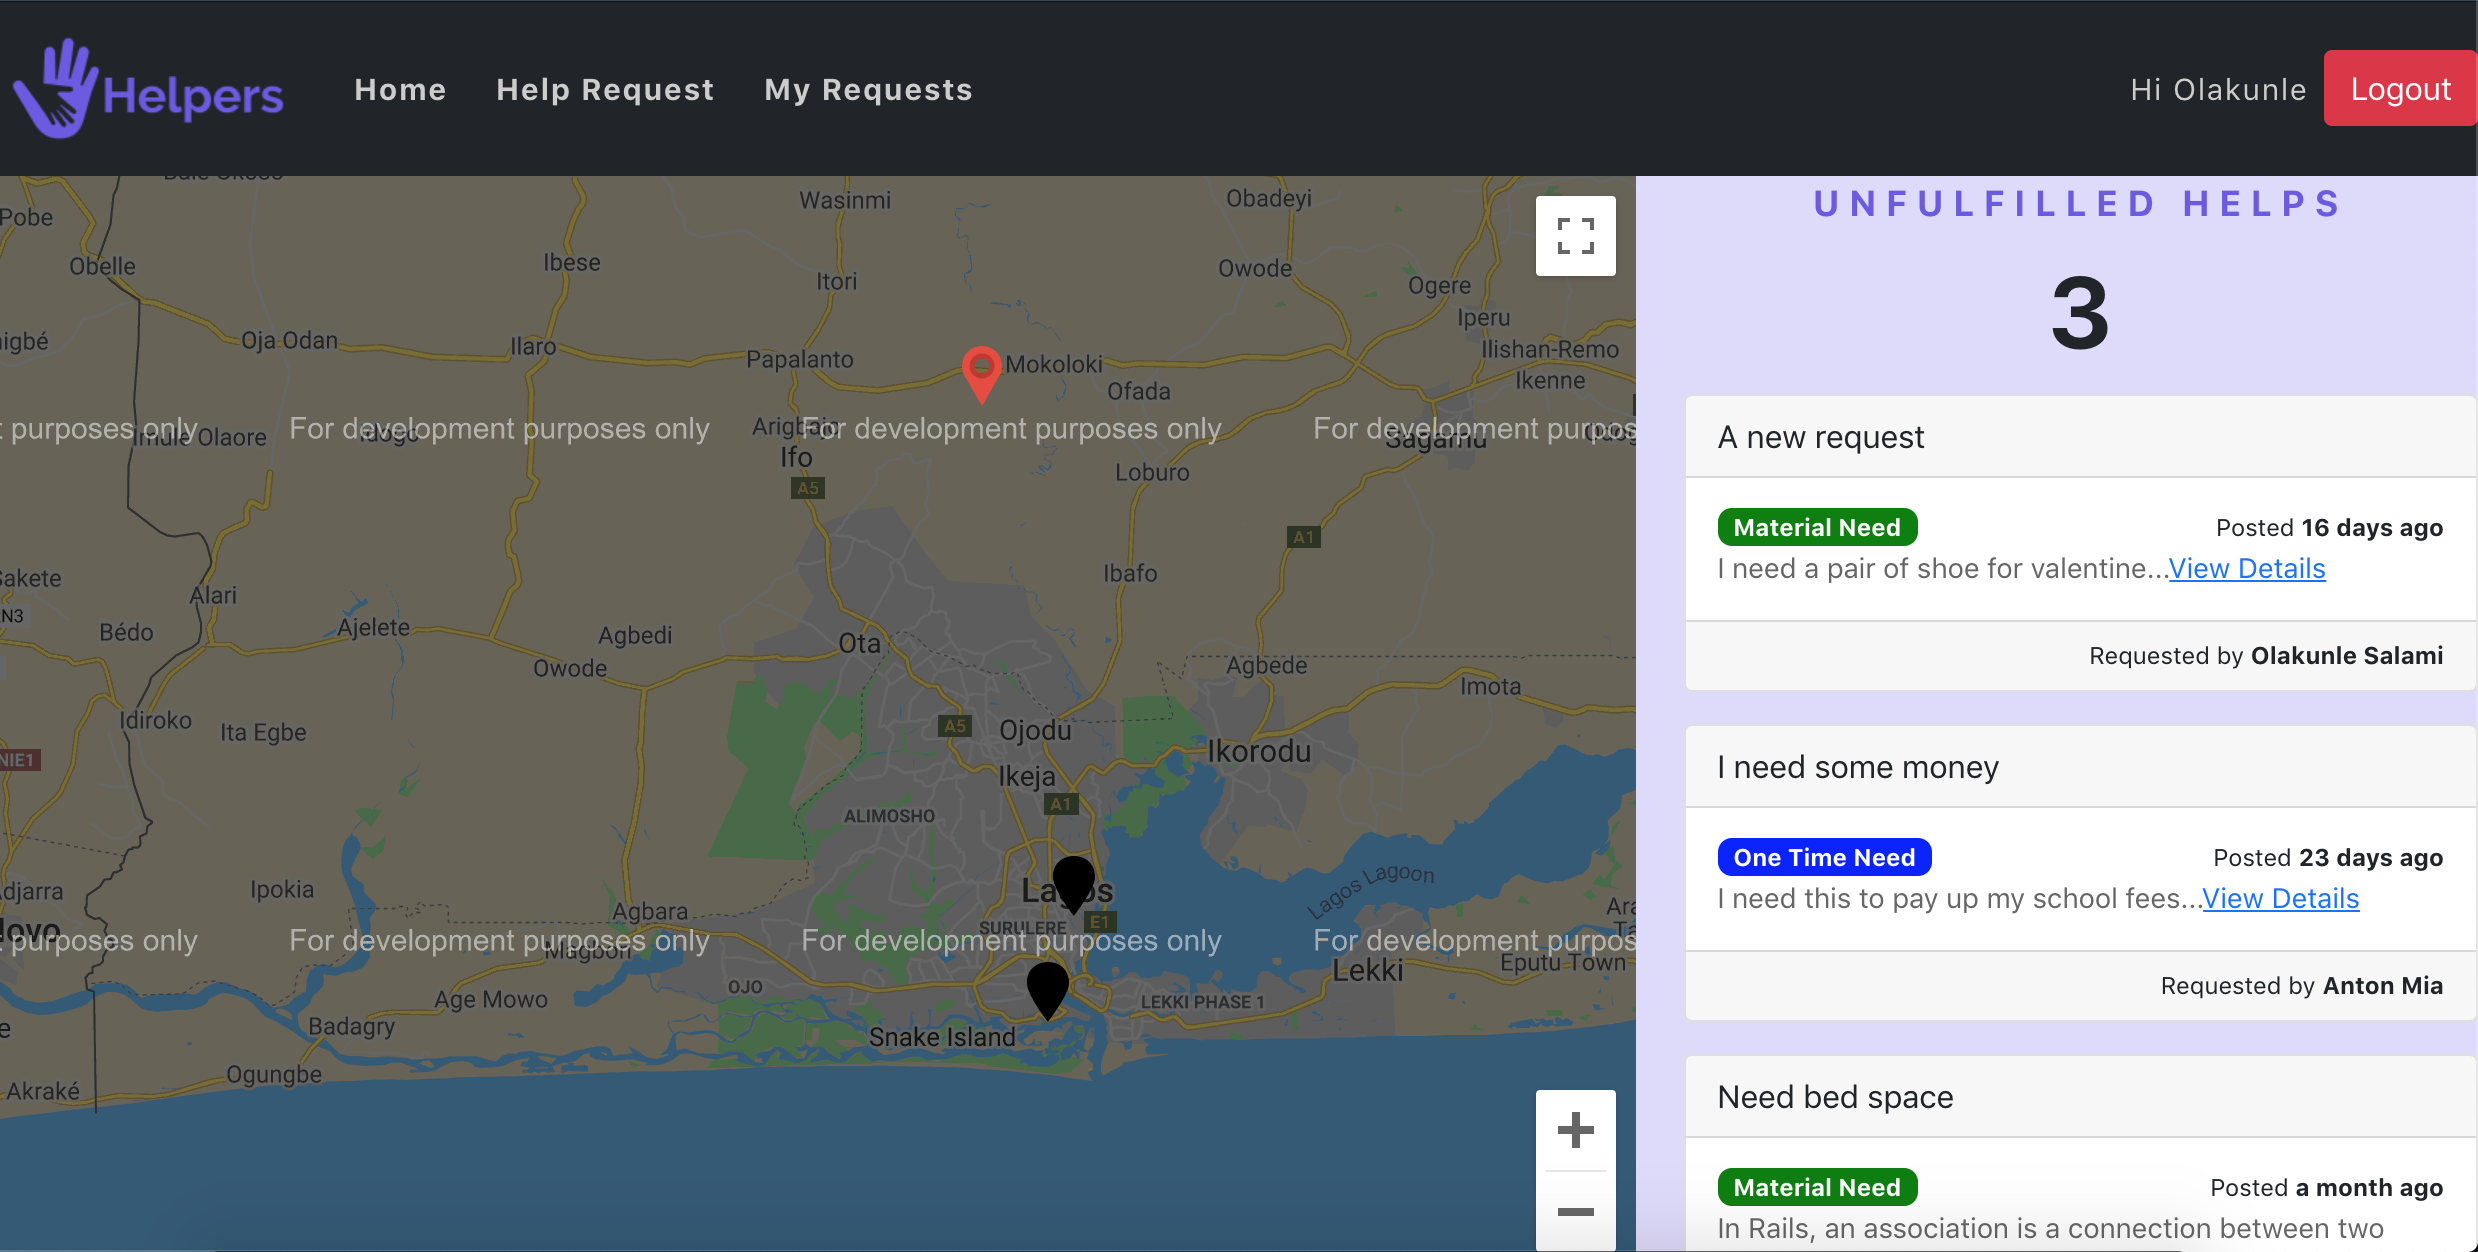 Helpers
Home
Help Request
My Requests
Hi Olakunle
Logout
Wasinmi
Obadeyi
Pobe
Obelle
Ibese
Itori
Owode
Ogere
Iperu
Oja Odan
Ilaro
Papalanto
Mokoloki
Ilishan-Remo
Ikenne
Ofada
purposes only
For development purposes only
For development purposes only
For development purpos
Imule Olaore
Idogo
Arigbajo
Sagamu
Ifo
A5
Loburo
A1
Ibafo
Sakete
N3
Alari
Bédo
Ajelete
Agbedi
Ota
Owode
Agbede
Imota
Idiroko
Ita Egbe
A5
Ojodu
Ikorodu
NIE1
Ikeja
A1
ALIMOSHO
Lagos Lagoon
Ipokia
Lagos
Agbara
E1
SURULERE
purposes only
For development purposes only
For development purposes only
For development purpos
Magbon
Eputu Town
Lekki
OJO
Age Mowo
LEKKI PHASE 1
Badagry
Snake Island
Ogungbe
Akraké
UNFULFILLED HELPS
3
A new request
Material Need
Posted 16 days ago
I need a pair of shoe for valentine...View Details
Requested by Olakunle Salami
I need some money
One Time Need
Posted 23 days ago
I need this to pay up my school fees...View Details
Requested by Anton Mia
Need bed space
Material Need
Posted a month ago
In Rails, an association is a connection between two